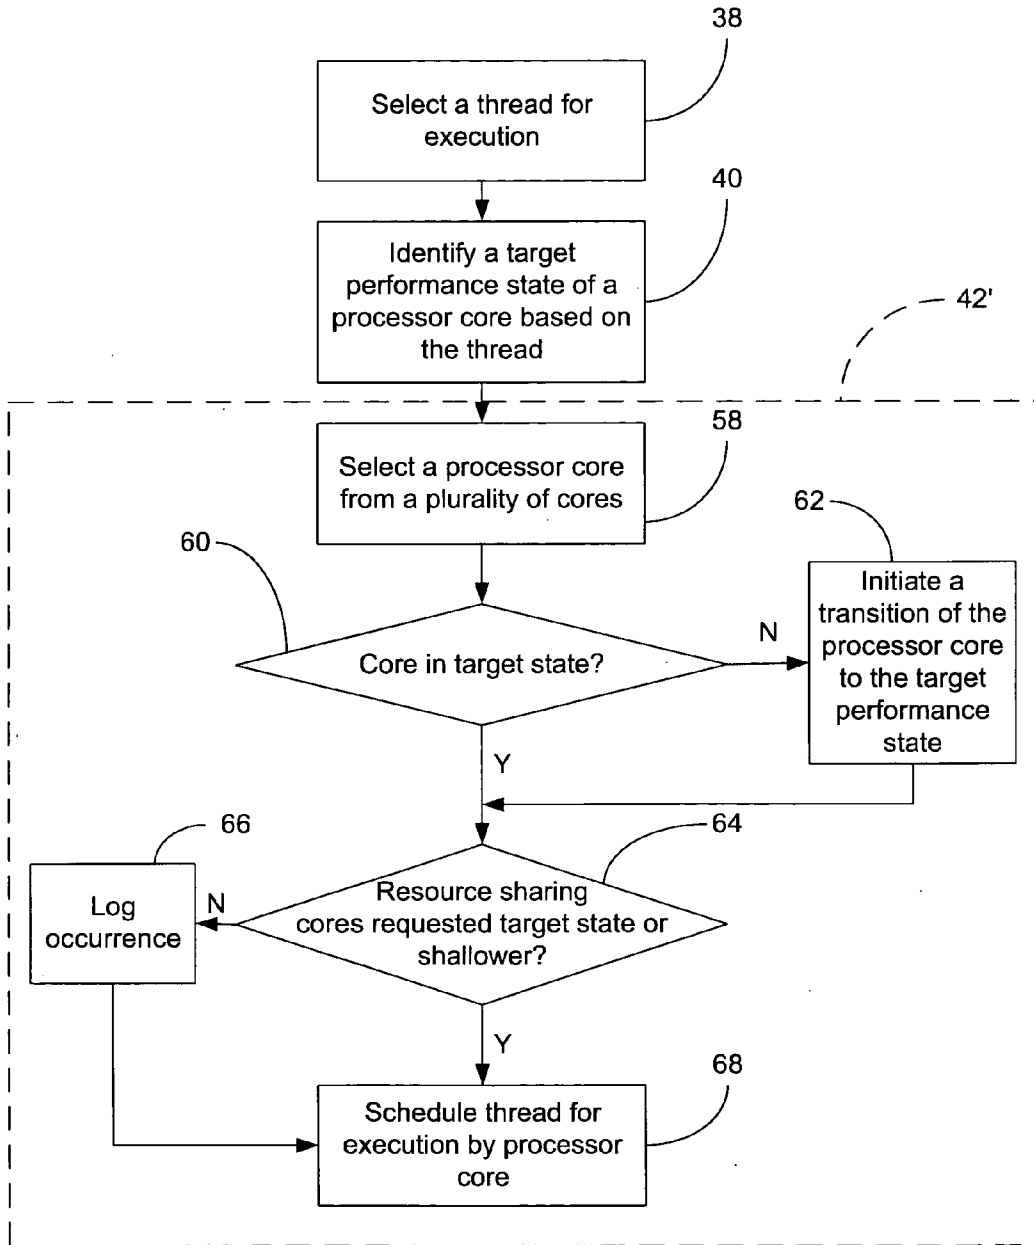 38
Select a thread for
execution
40
Identify a target
performance state of a
processor core based on
the thread
42'
58
Select a processor core
from a plurality of cores
62
60
Initiate a
transition of the
processor core
to the target
performance
state
Core in target state?
N
Y
66
64
Log
occurrence
N
Resource sharing
cores requested target state or
shallower?
Y
68
Schedule thread for
execution by processor
core